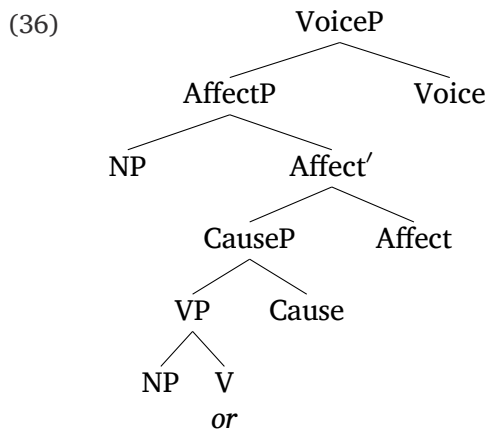 (36) VoiceP
AffectP Voice
NP Affect′
CauseP Affect
VP Cause
NP V
or